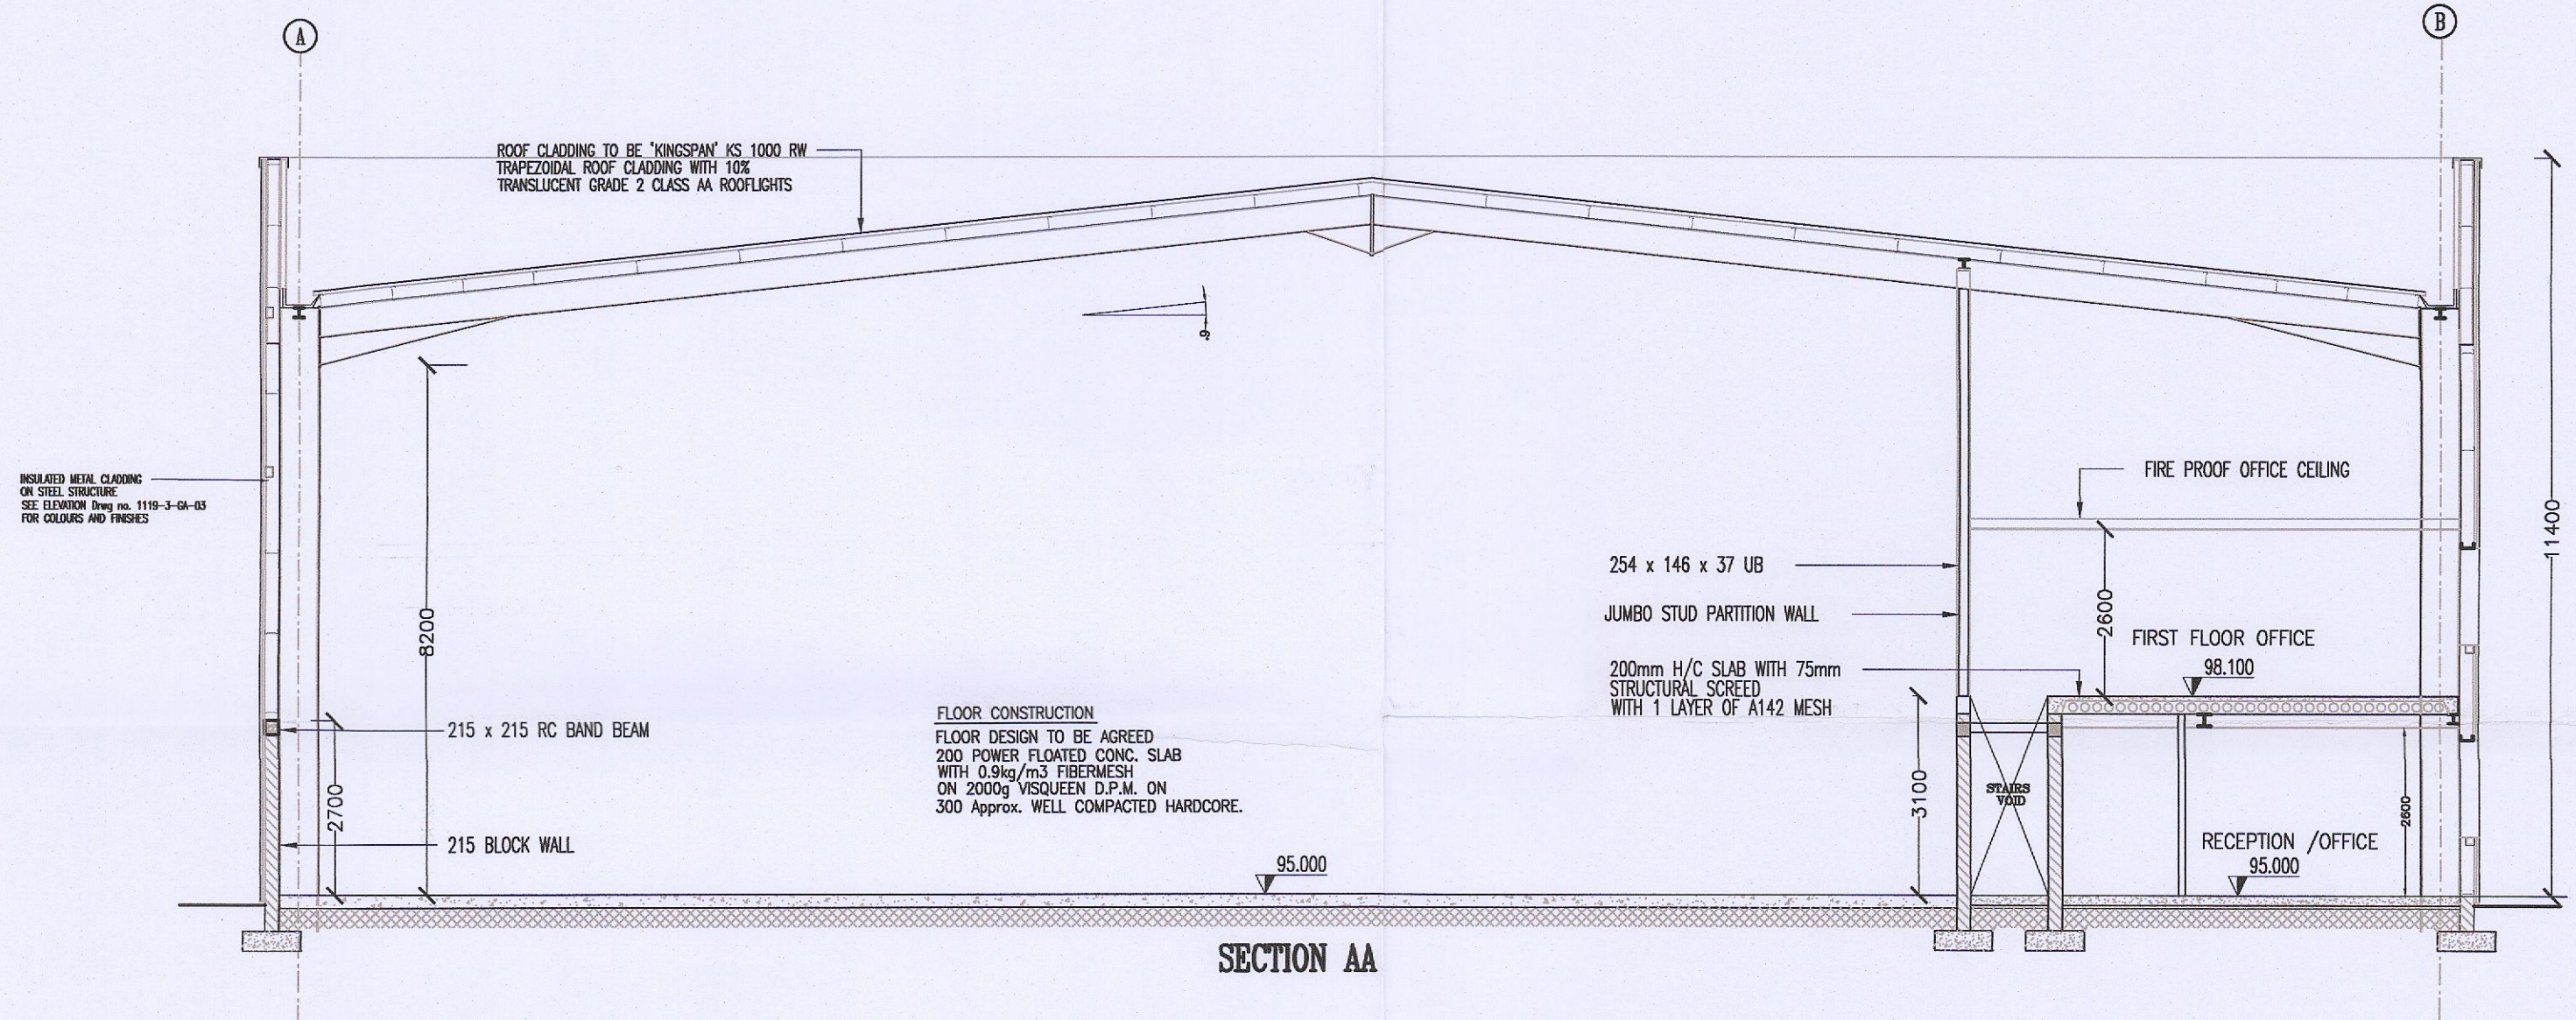 A
B
ROOF CLADDING TO BE 'KINGSPAN' KS 1000 RW
TRAPEZOIDAL ROOF CLADDING WITH 10%
TRANSLUCENT GRADE 2 CLASS AA ROOFLIGHTS
6°
INSULATED METAL CLADDING
ON STEEL STRUCTURE
SEE ELEVATION Drwg no. 1119-3-GA-03
FOR COLOURS AND FINISHES
8200
2700
215 x 215 RC BAND BEAM
215 BLOCK WALL
FLOOR CONSTRUCTION
FLOOR DESIGN TO BE AGREED
200 POWER FLOATED CONC. SLAB
WITH 0.9kg/m3 FIBERMESH
ON 2000g VISQUEEN D.P.M. ON
300 Approx. WELL COMPACTED HARDCORE.
95.000
254 x 146 x 37 UB
JUMBO STUD PARTITION WALL
200mm H/C SLAB WITH 75mm
STRUCTURAL SCREED
WITH 1 LAYER OF A142 MESH
3100
STAIRS
VOID
FIRE PROOF OFFICE CEILING
2600
FIRST FLOOR OFFICE
98.100
2600
RECEPTION /OFFICE
95.000
11400
SECTION AA